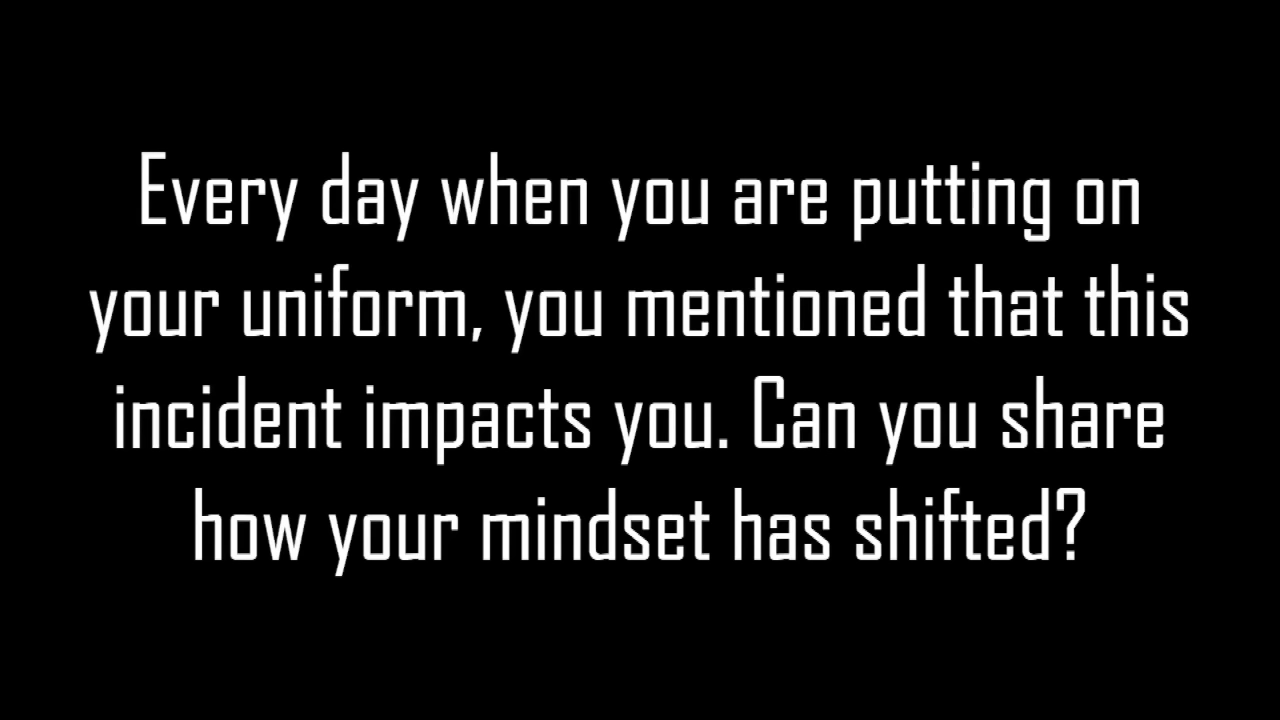 Every day when you are putting on
your uniform, you mentioned that this
incident impacts you. Can you share
how your mindset has shifted?